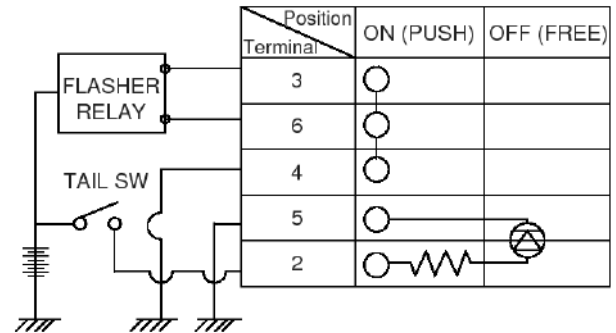 Position
Terminal
ON (PUSH)
OFF (FREE)
3
6
4
5
2
FLASHER
RELAY
TAIL SW